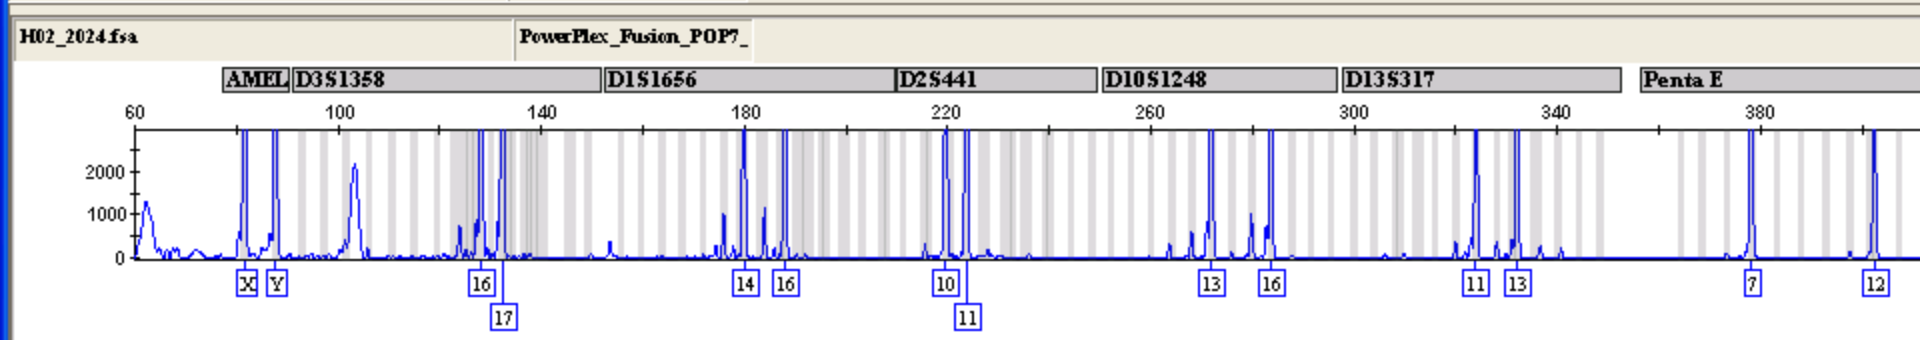 H02_2024.fsa PowerPlex_Fusion_POP7_
AMEL D3S1358 D1S1656 D2S441 D10S1248 D13S317 Penta E
60 100 140 180 220 260 300 340 380
2000
1000
0
X Y 16 14 16 10 13 16 11 13 7 12
17 11